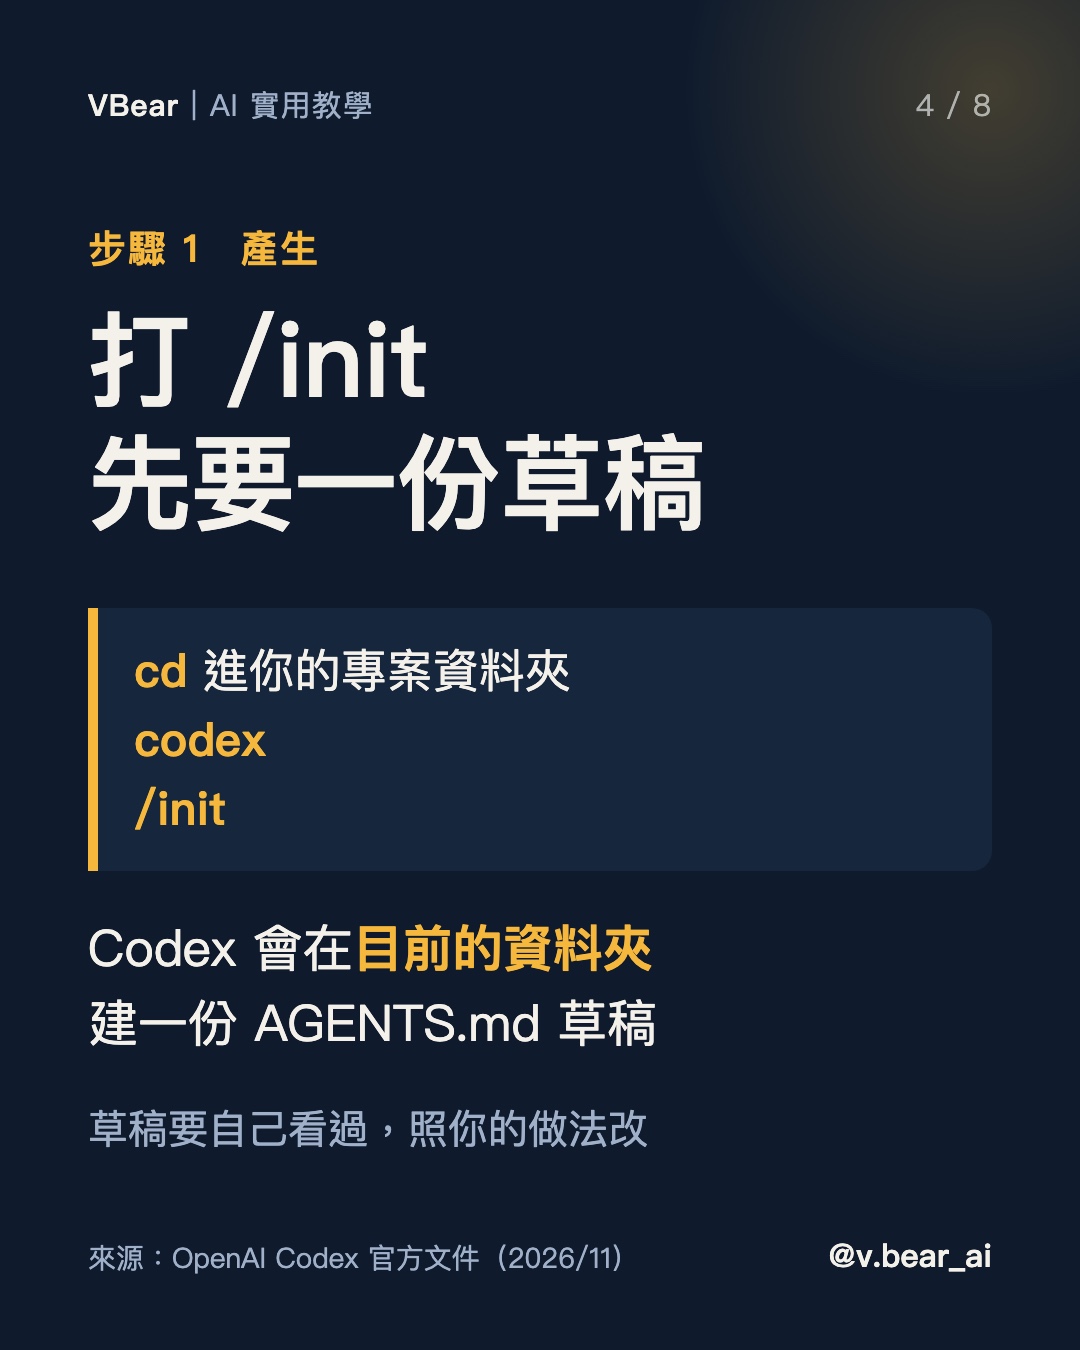 VBear | AI 實用教學
4 / 8
步驟 1 產生
打 /init
先要一份草稿
cd 進你的專案資料夾
codex
/init
Codex 會在目前的資料夾
建一份 AGENTS.md 草稿
草稿要自己看過，照你的做法改
來源：OpenAI Codex 官方文件（2026/11）
@v.bear_ai